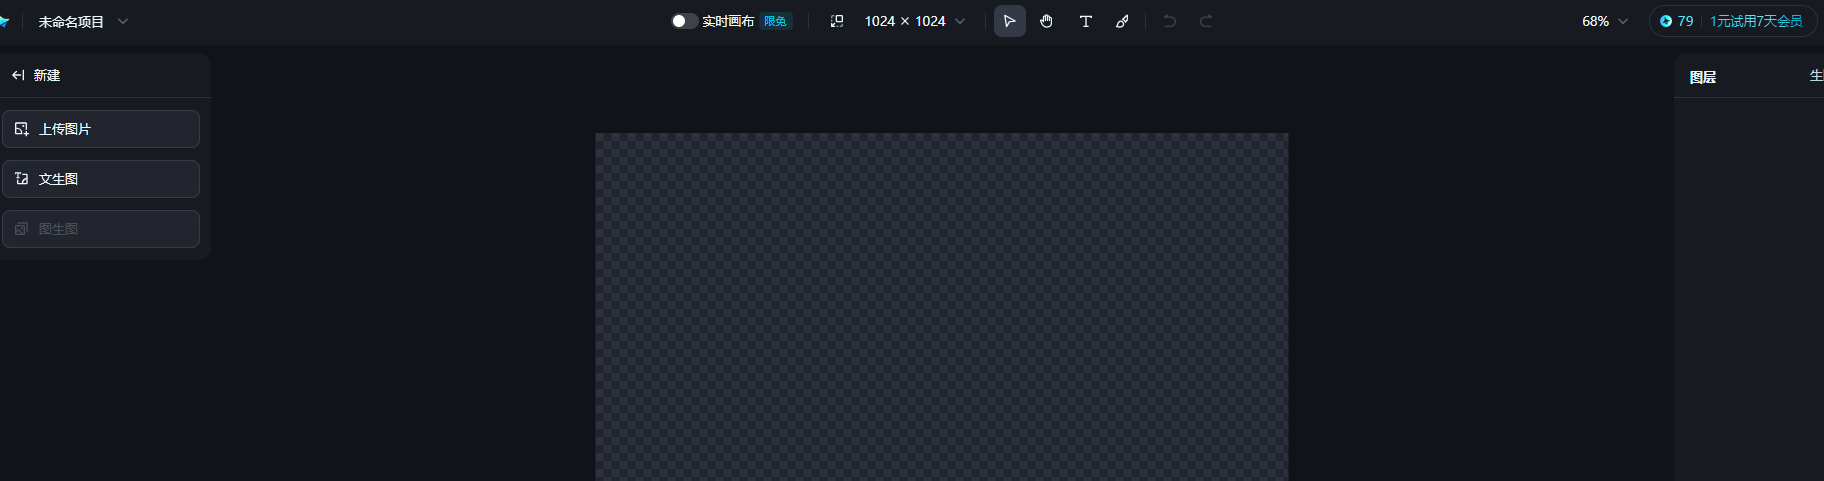 未命名项目
实时画布 限免
1024 × 1024
68%
79 1元试用7天会员
新建
上传图片
文生图
图生图
图层
生